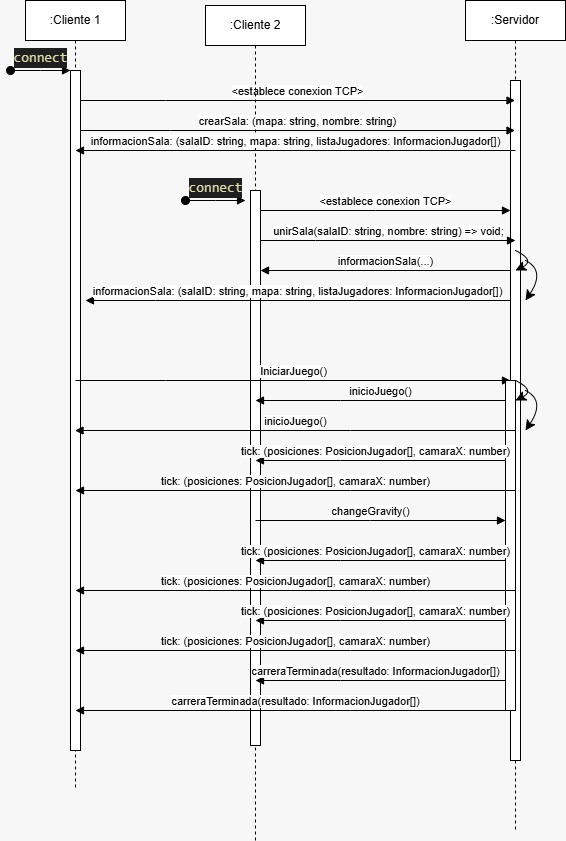 :Cliente 1
:Cliente 2
:Servidor
connect
<establece conexion TCP>
crearSala: (mapa: string, nombre: string)
informacionSala: (salaID: string, mapa: string, listaJugadores: InformacionJugador[])
connect
<establece conexion TCP>
unirSala(salaID: string, nombre: string) => void;
informacionSala(...)
informacionSala: (salaID: string, mapa: string, listaJugadores: InformacionJugador[])
IniciarJuego()
inicioJuego()
inicioJuego()
tick: (posiciones: PosicionJugador[], camaraX: number)
tick: (posiciones: PosicionJugador[], camaraX: number)
changeGravity()
tick: (posiciones: PosicionJugador[], camaraX: number)
tick: (posiciones: PosicionJugador[], camaraX: number)
tick: (posiciones: PosicionJugador[], camaraX: number)
tick: (posiciones: PosicionJugador[], camaraX: number)
carreraTerminada(resultado: InformacionJugador[])
carreraTerminada(resultado: InformacionJugador[])